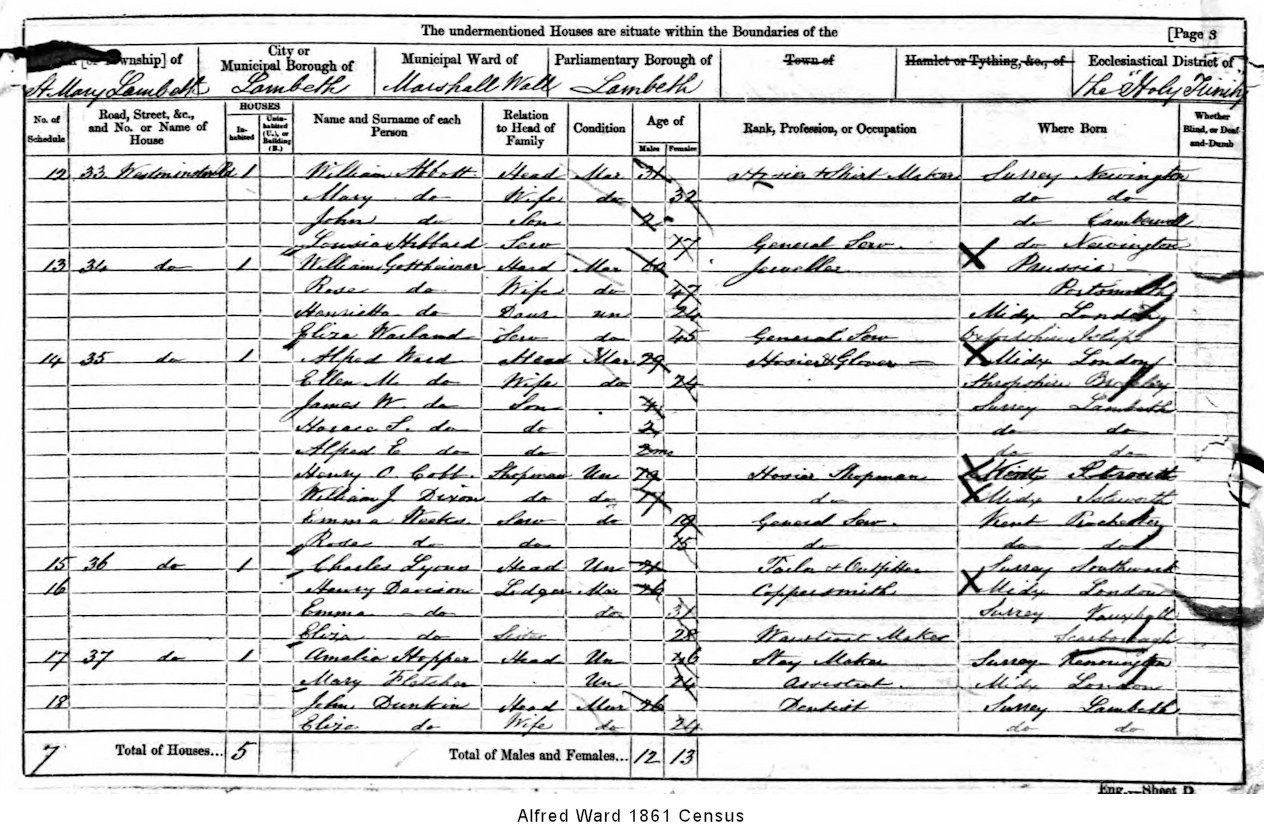 The undermentioned Houses are situate within the Boundaries of the [Page 3
[or Township] of City or Municipal Borough of Municipal Ward of Parliamentary Borough of Town of Hamlet or Tything, &c., of Ecclesiastical District of
St Mary Lambeth Lambeth Marshall Wall Lambeth The "Holy Trinity"
No. of Schedule Road, Street, &c., and No. or Name of House HOUSES Inhabited Uninhabited (U.), or Building (B.) Name and Surname of each Person Relation to Head of Family Condition Age of Males Females Rank, Profession, or Occupation Where Born Whether Blind, or Deaf-and-Dumb
12 33 Westminster Rd 1 William Abbott Head Mar 31 Hosier & Shirt Maker Surrey Newington
Mary do Wife do 32 do do
John do Son 2 do Camberwell
Louisa Hibbard Serv 17 General Serv. do Newington
13 34 do 1 William Gottheimer Head Mar 60 Jeweller Prussia
Rose do Wife do 47 Portsmouth
Henrietta do Daur un 24 Midx London
Eliza Warland Serv do 45 General Serv Oxfordshire Islip
14 35 do 1 Alfred Ward Head Mar 29 Hosier & Glover Midx London
Ellen M. do Wife do 24 Shropshire Broseley
James W. do Son 4 Surrey Lambeth
Horace S. do do 2 do do
Alfred E do do do do
Henry O. Cobb Shopman Un 19 Hosier Shopman Kent
William J Dixon do do 17 do Midx Isleworth
Emma Weekes Serv do 19 General Serv. Kent Rochester
Rose do do 15 do do do
15 36 do 1 Charles Lyons Head Un Tailor & Outfitter Surrey Southwark
16 Henry Davison Lodger Mar 26 Coppersmith Midx London
Emma do do 31 Surrey Vauxhall
Eliza do Sister 28 Waistcoat Maker Scarborough
17 37 do 1 Amelia Hopper Head Un 46 Stay Maker Surrey Kennington
Mary Fletcher Un 24 Assistant Midx London
18 John Dunkin Head Mar 26 Dentist Surrey Lambeth
Eliza do Wife do 24 do do
7 Total of Houses... 5 Total of Males and Females... 12 13
Eng.—Sheet D.
Alfred Ward 1861 Census